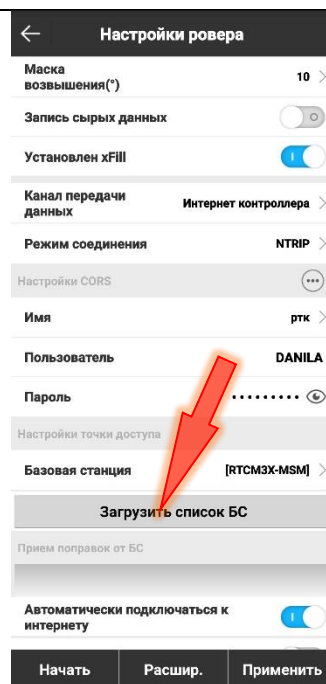 Настройки ровера
Маска
возвышения(°)
10
Запись сырых данных
Установлен xFill
Канал передачи
данных
Интернет контроллера
Режим соединения
NTRIP
Настройки CORS
Имя
ртк
Пользователь
DANILA
Пароль
•••••••••
Настройки точки доступа
Базовая станция
[RTCM3X-MSM]
Загрузить список БС
Прием поправок от БС
Автоматически подключаться к
интернету
Начать
Расшир.
Применить